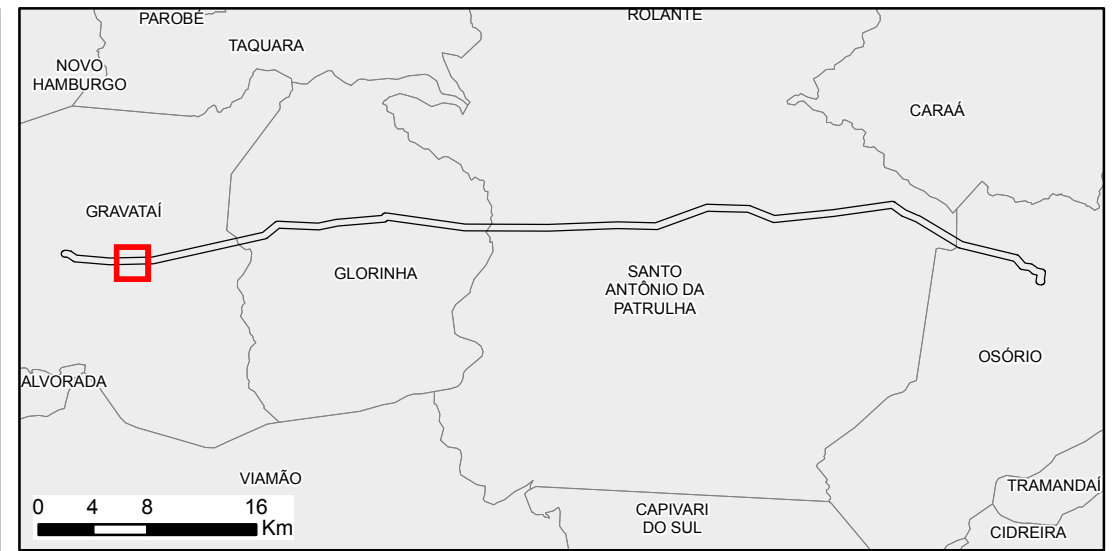 PAROBÉ
ROLANTE
TAQUARA
NOVO
HAMBURGO
CARAÁ
GRAVATAÍ
GLORINHA
SANTO
ANTÔNIO DA
PATRULHA
OSÓRIO
ALVORADA
VIAMÃO
TRAMANDAÍ
CAPIVARI
DO SUL
CIDREIRA
0 4 8 16
Km